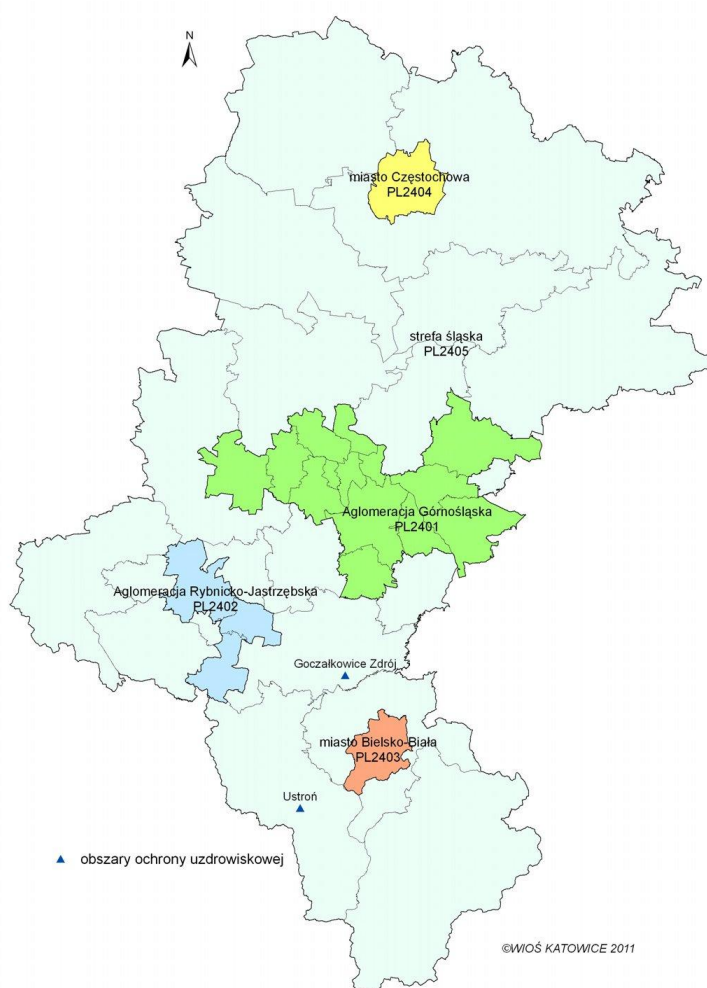 N
miasto Częstochowa
PL2404
strefa śląska
PL2405
Aglomeracja Górnośląska
PL2401
Aglomeracja Rybnicko-Jastrzębska
PL2402
Goczałkowice Zdrój
miasto Bielsko-Biała
PL2403
Ustroń
obszary ochrony uzdrowiskowej
©WIOŚ KATOWICE 2011